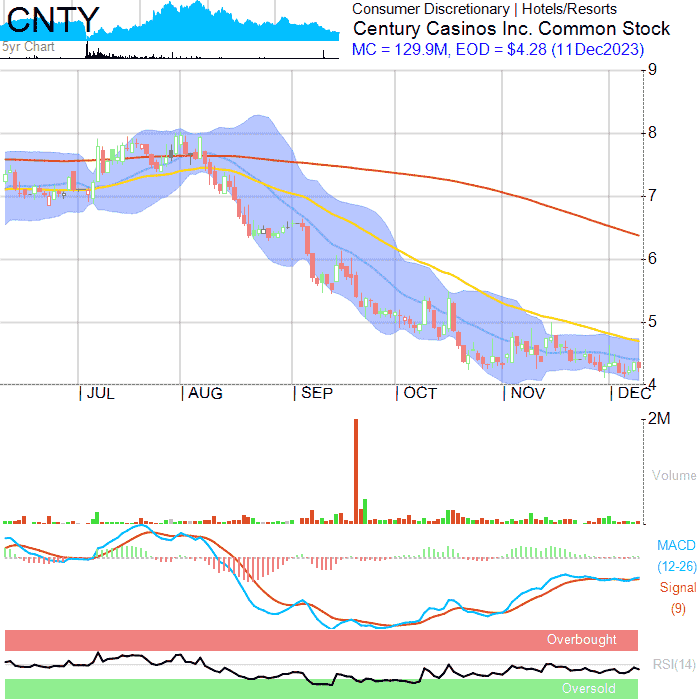 CNTY
Consumer Discretionary | Hotels/Resorts
Century Casinos Inc. Common Stock
MC = 129.9M, EOD = $4.28 (11Dec2023)
5yr Chart
9
8
7
6
5
4
JUL AUG SEP OCT NOV DEC
2M
Volume
MACD
(12-26)
Signal
(9)
Overbought
RSI(14)
Oversold